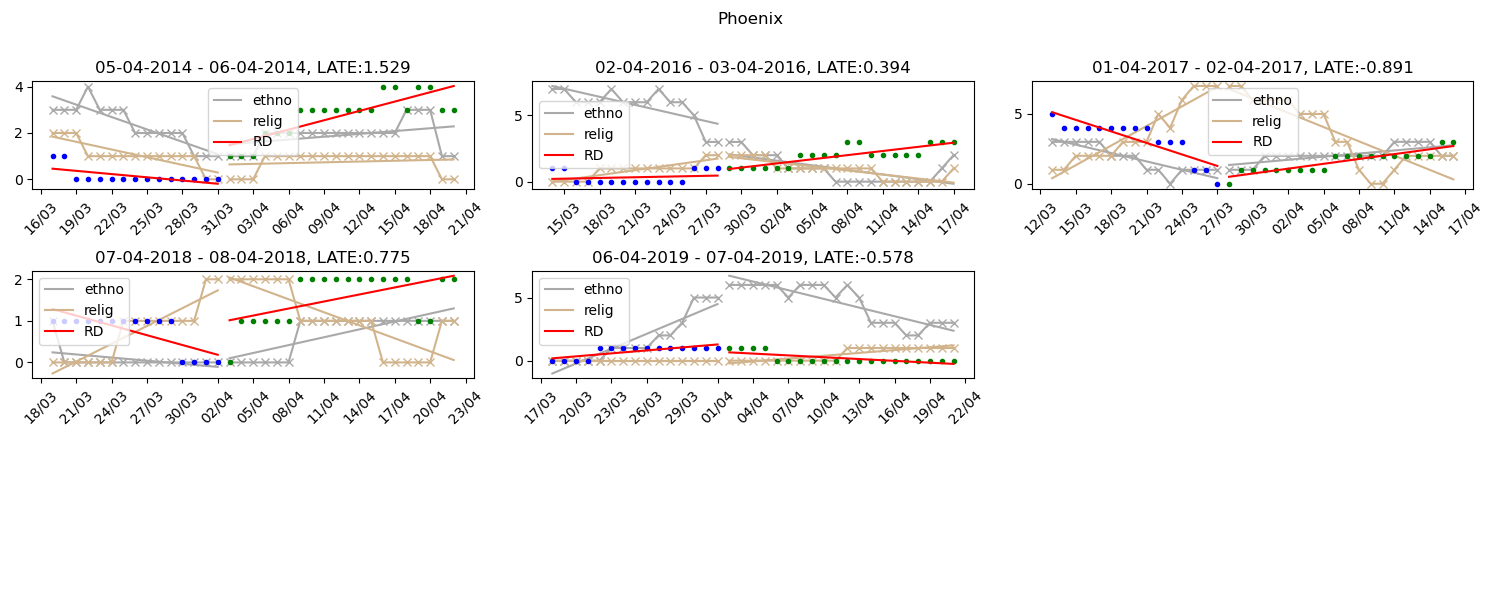 Phoenix
05-04-2014 - 06-04-2014, LATE:1.529
4
2
0
ethno
relig
RD
16/03 19/03 22/03 25/03 28/03 31/03 03/04 06/04 09/04 12/04 15/04 18/04 21/04
02-04-2016 - 03-04-2016, LATE:0.394
5
0
ethno
relig
RD
15/03 18/03 21/03 24/03 27/03 30/03 02/04 05/04 08/04 11/04 14/04 17/04
01-04-2017 - 02-04-2017, LATE:-0.891
5
0
ethno
relig
RD
12/03 15/03 18/03 21/03 24/03 27/03 30/03 02/04 05/04 08/04 11/04 14/04 17/04
07-04-2018 - 08-04-2018, LATE:0.775
2
1
0
ethno
relig
RD
18/03 21/03 24/03 27/03 30/03 02/04 05/04 08/04 11/04 14/04 17/04 20/04 23/04
06-04-2019 - 07-04-2019, LATE:-0.578
5
0
ethno
relig
RD
17/03 20/03 23/03 26/03 29/03 01/04 04/04 07/04 10/04 13/04 16/04 19/04 22/04